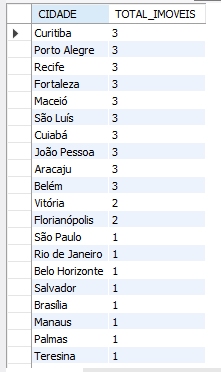 CIDADE TOTAL_IMOVEIS
Curitiba 3
Porto Alegre 3
Recife 3
Fortaleza 3
Maceió 3
São Luís 3
Cuiabá 3
João Pessoa 3
Aracaju 3
Belém 3
Vitória 2
Florianópolis 2
São Paulo 1
Rio de Janeiro 1
Belo Horizonte 1
Salvador 1
Brasília 1
Manaus 1
Palmas 1
Teresina 1